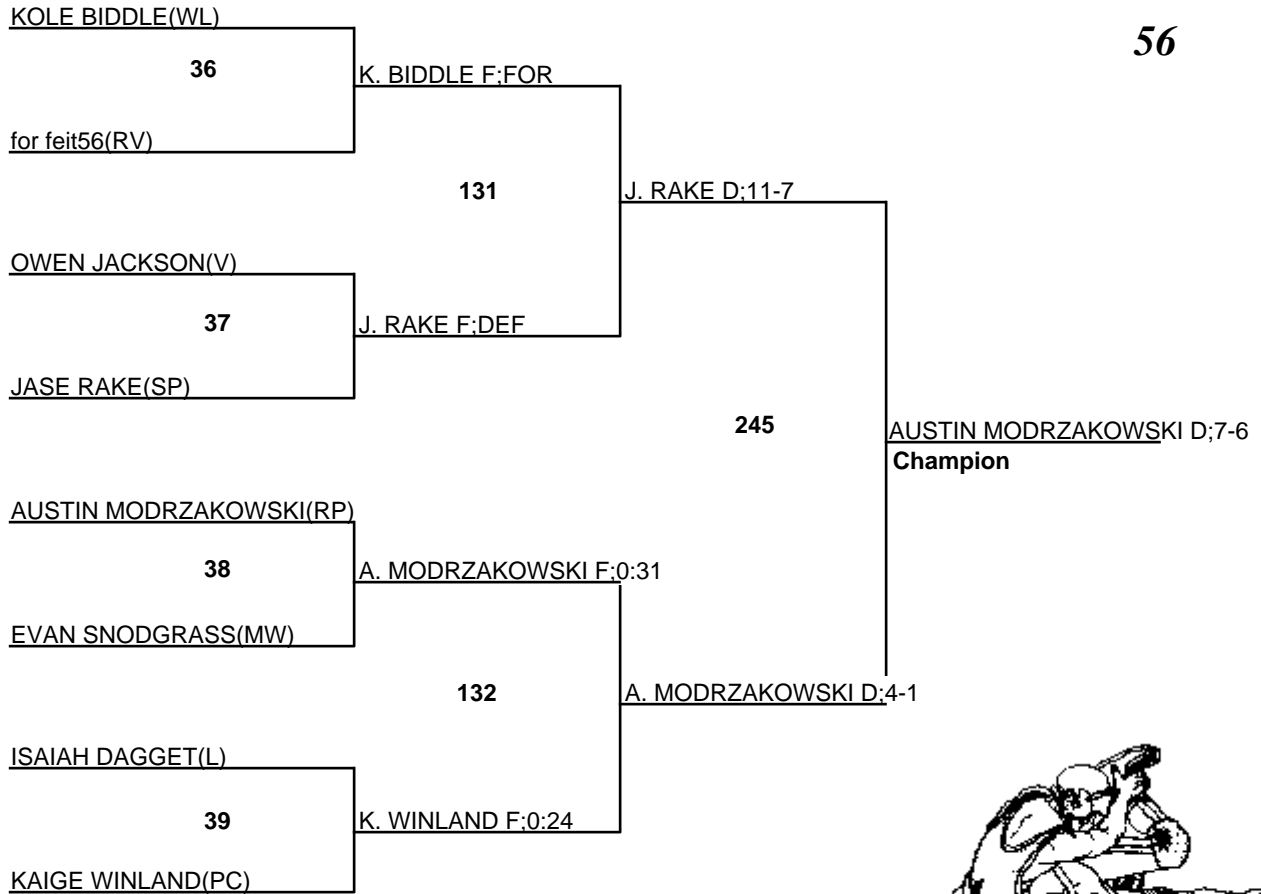 KOLE BIDDLE(WL)
56
36
K. BIDDLE F;FOR
for feit56(RV)
131
J. RAKE D;11-7
OWEN JACKSON(V)
37
J. RAKE F;DEF
JASE RAKE(SP)
245
AUSTIN MODRZAKOWSKI D;7-6
Champion
AUSTIN MODRZAKOWSKI(RP)
38
A. MODRZAKOWSKI F;0:31
EVAN SNODGRASS(MW)
132
A. MODRZAKOWSKI D;4-1
ISAIAH DAGGET(L)
39
K. WINLAND F;0:24
KAIGE WINLAND(PC)